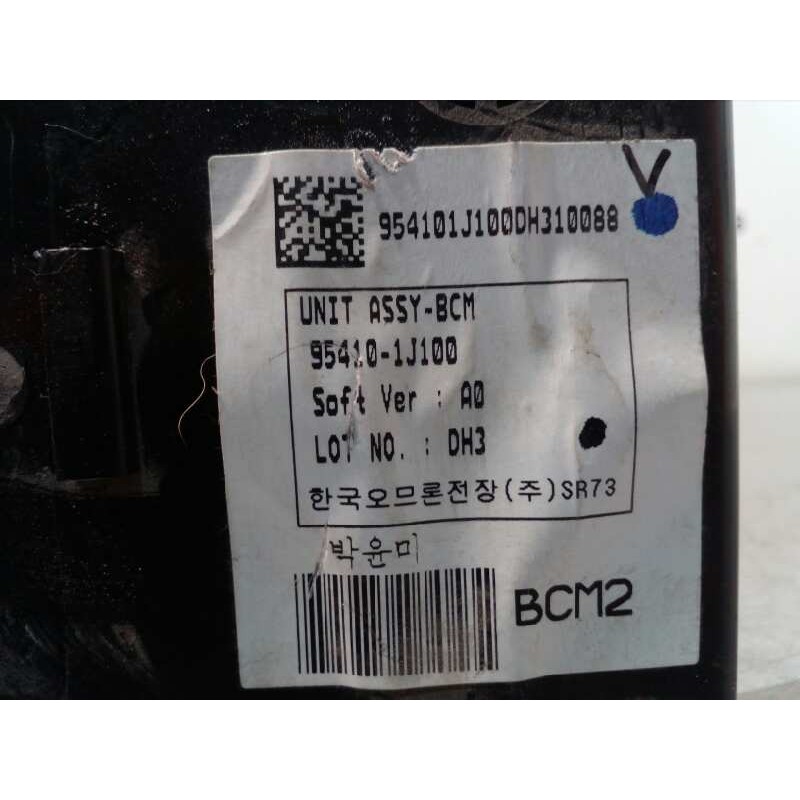 954101J100DH310088
UNIT ASSY-BCM
95410-1J100
Soft Ver : A0
LOT NO. : DH3
한국오므론전장(주)SR73
박윤미
BCM2